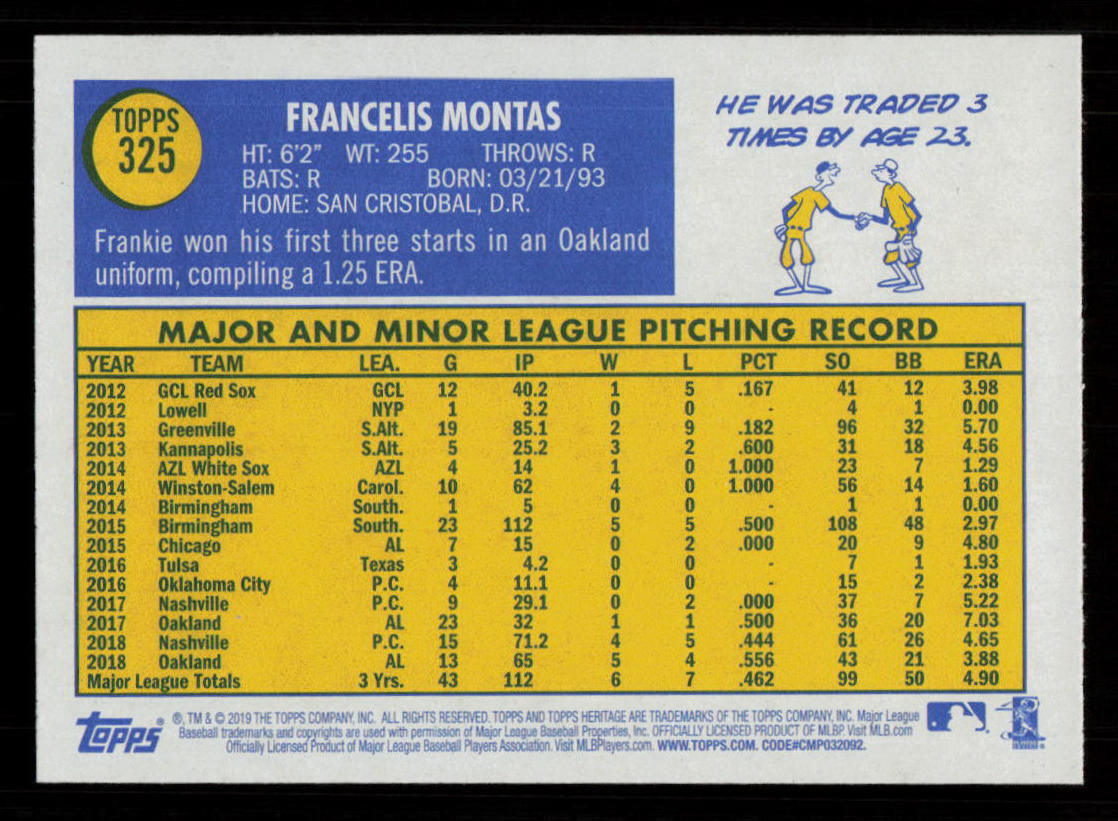 TOPPS
325
FRANCELIS MONTAS
HT: 6'2" WT: 255 THROWS: R
BATS: R BORN: 03/21/93
HOME: SAN CRISTOBAL, D.R.
Frankie won his first three starts in an Oakland
uniform, compiling a 1.25 ERA.
HE WAS TRADED 3
TIMES BY AGE 23.
MAJOR AND MINOR LEAGUE PITCHING RECORD
YEAR TEAM LEA. G IP W L PCT SO BB ERA
2012 GCL Red Sox GCL 12 40.2 1 5 .167 41 12 3.98
2012 Lowell NYP 1 3.2 0 0 - 4 1 0.00
2013 Greenville S.Alt. 19 85.1 2 9 .182 96 32 5.70
2013 Kannapolis S.Alt. 5 25.2 3 2 .600 31 18 4.56
2014 AZL White Sox AZL 4 14 1 0 1.000 23 7 1.29
2014 Winston-Salem Carol. 10 62 4 0 1.000 56 14 1.60
2014 Birmingham South. 1 5 0 0 - 1 1 0.00
2015 Birmingham South. 23 112 5 5 .500 108 48 2.97
2015 Chicago AL 7 15 0 2 .000 20 9 4.80
2016 Tulsa Texas 3 4.2 0 0 - 7 1 1.93
2016 Oklahoma City P.C. 4 11.1 0 0 - 15 2 2.38
2017 Nashville P.C. 9 29.1 0 2 .000 37 7 5.22
2017 Oakland AL 23 32 1 1 .500 36 20 7.03
2018 Nashville P.C. 15 71.2 4 5 .444 61 26 4.65
2018 Oakland AL 13 65 5 4 .556 43 21 3.88
Major League Totals 3 Yrs. 43 112 6 7 .462 99 50 4.90
Topps® ®, TM & © 2019 THE TOPPS COMPANY, INC. ALL RIGHTS RESERVED. TOPPS AND TOPPS HERITAGE ARE TRADEMARKS OF THE TOPPS COMPANY, INC. Major League
Baseball trademarks and copyrights are used with permission of Major League Baseball Properties, Inc. OFFICIALLY LICENSED PRODUCT OF MLBP. Visit MLB.com
Officially Licensed Product of Major League Baseball Players Association. Visit MLBPlayers.com. WWW.TOPPS.COM. CODE#CMP032092.